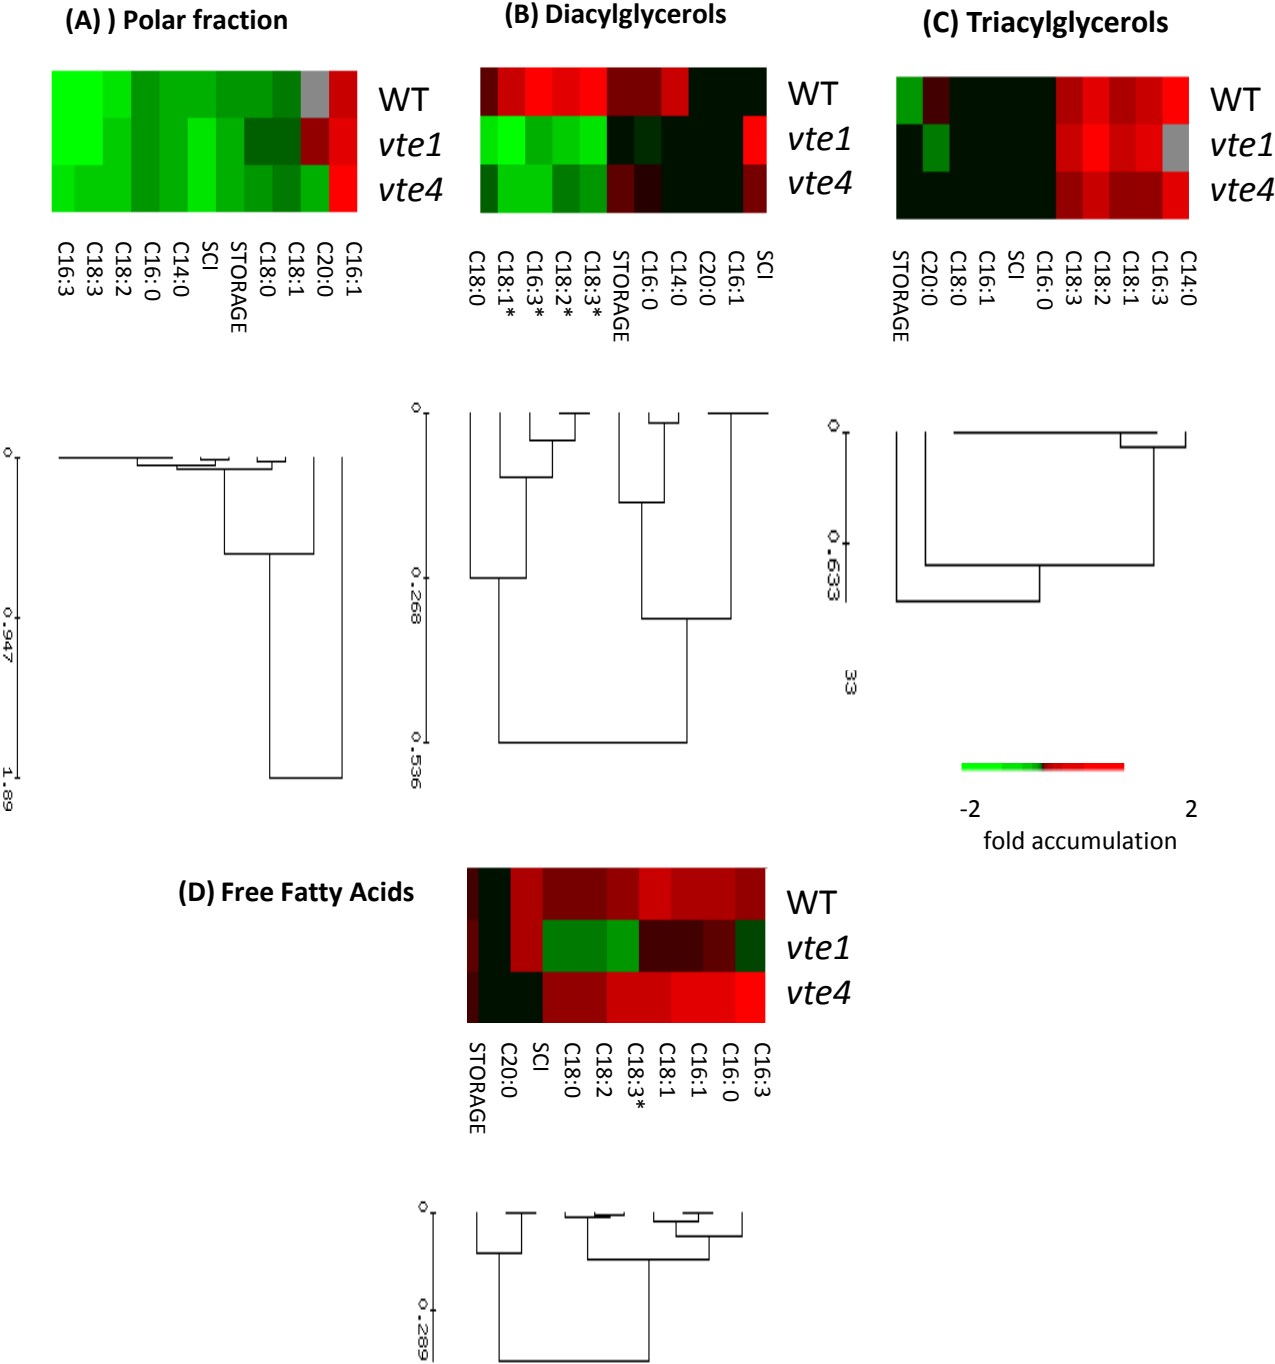 (A) ) Polar fraction
WT
vte1
vte4
C16:3
C18:3
C18:2
C16:0
C14:0
SCI
STORAGE
C18:0
C18:1
C20:0
C16:1
0
0.947
1.89
(B) Diacylglycerols
WT
vte1
vte4
C18:0
C18:1*
C16:3*
C18:2*
C18:3*
STORAGE
C16: 0
C14:0
C20:0
C16:1
SCI
0
0.268
0.536
(C) Triacylglycerols
WT
vte1
vte4
STORAGE
C20:0
C18:0
C16:1
SCI
C16: 0
C18:3
C18:2
C18:1
C16:3
C14:0
0
0.633
33
-2 2
fold accumulation
(D) Free Fatty Acids
WT
vte1
vte4
STORAGE
C20:0
SCI
C18:0
C18:2
C18:3*
C18:1
C16:1
C16: 0
C16:3
0
0.289